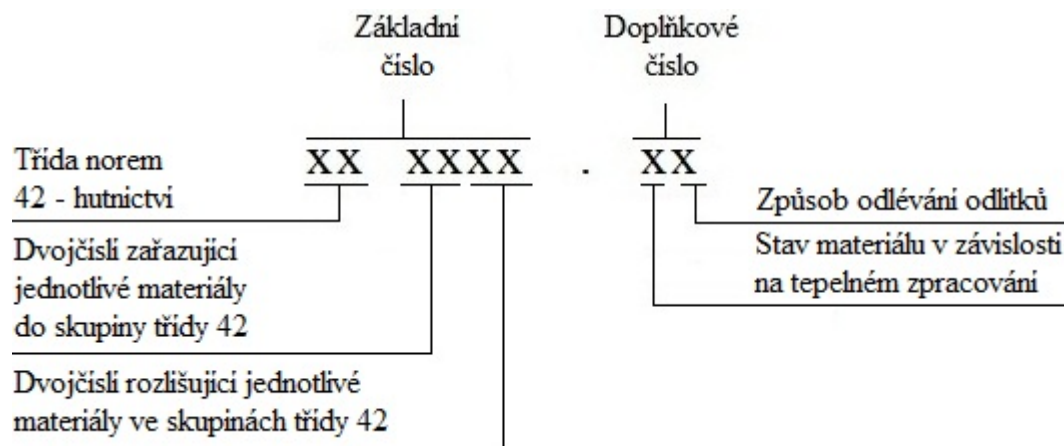 Základní
číslo
Doplňkové
číslo
XX XXXX . XX
Třída norem
42 - hutnictví
Dvojčíslí zařazující
jednotlivé materiály
do skupiny třídy 42
Dvojčíslí rozlišující jednotlivé
materiály ve skupinách třídy 42
Způsob odlévání odlitků
Stav materiálu v závislosti
na tepelném zpracování